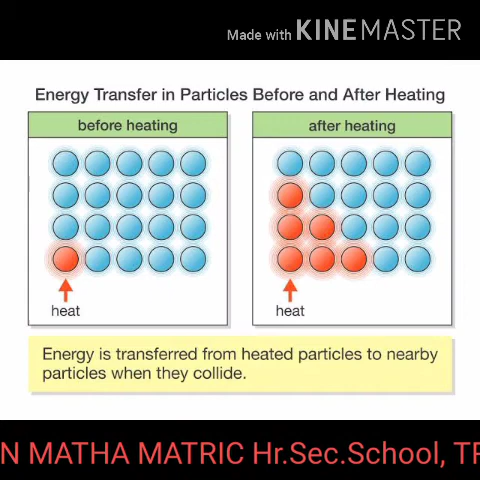 Made with KINEMASTER
Energy Transfer in Particles Before and After Heating
before heating
after heating
heat
heat
Energy is transferred from heated particles to nearby
particles when they collide.
N MATHA MATRIC Hr.Sec.School, TR